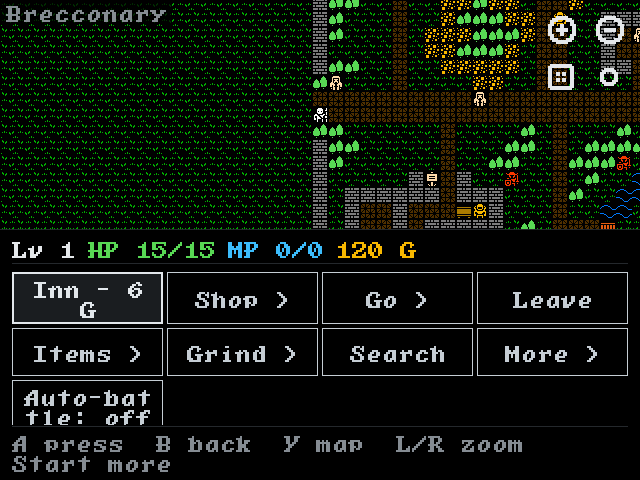 Brecconary
Lv 1 HP 15/15 MP 0/0 120 G
Inn - 6
G
Shop >
Go >
Leave
Items >
Grind >
Search
More >
Auto-bat
tle: off
A press B back Y map L/R zoom
Start more